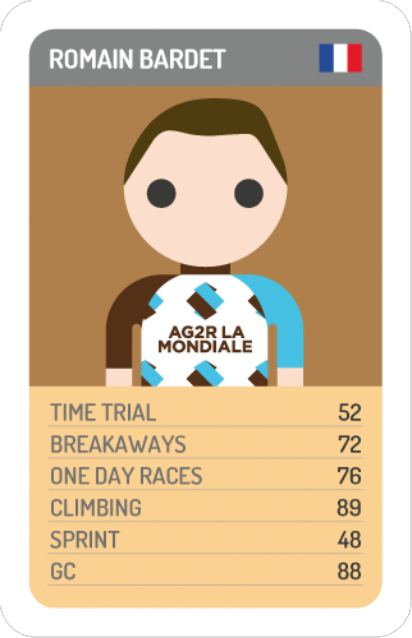 ROMAIN BARDET
AG2R LA
MONDIALE
TIME TRIAL 52
BREAKAWAYS 72
ONE DAY RACES 76
CLIMBING 89
SPRINT 48
GC 88